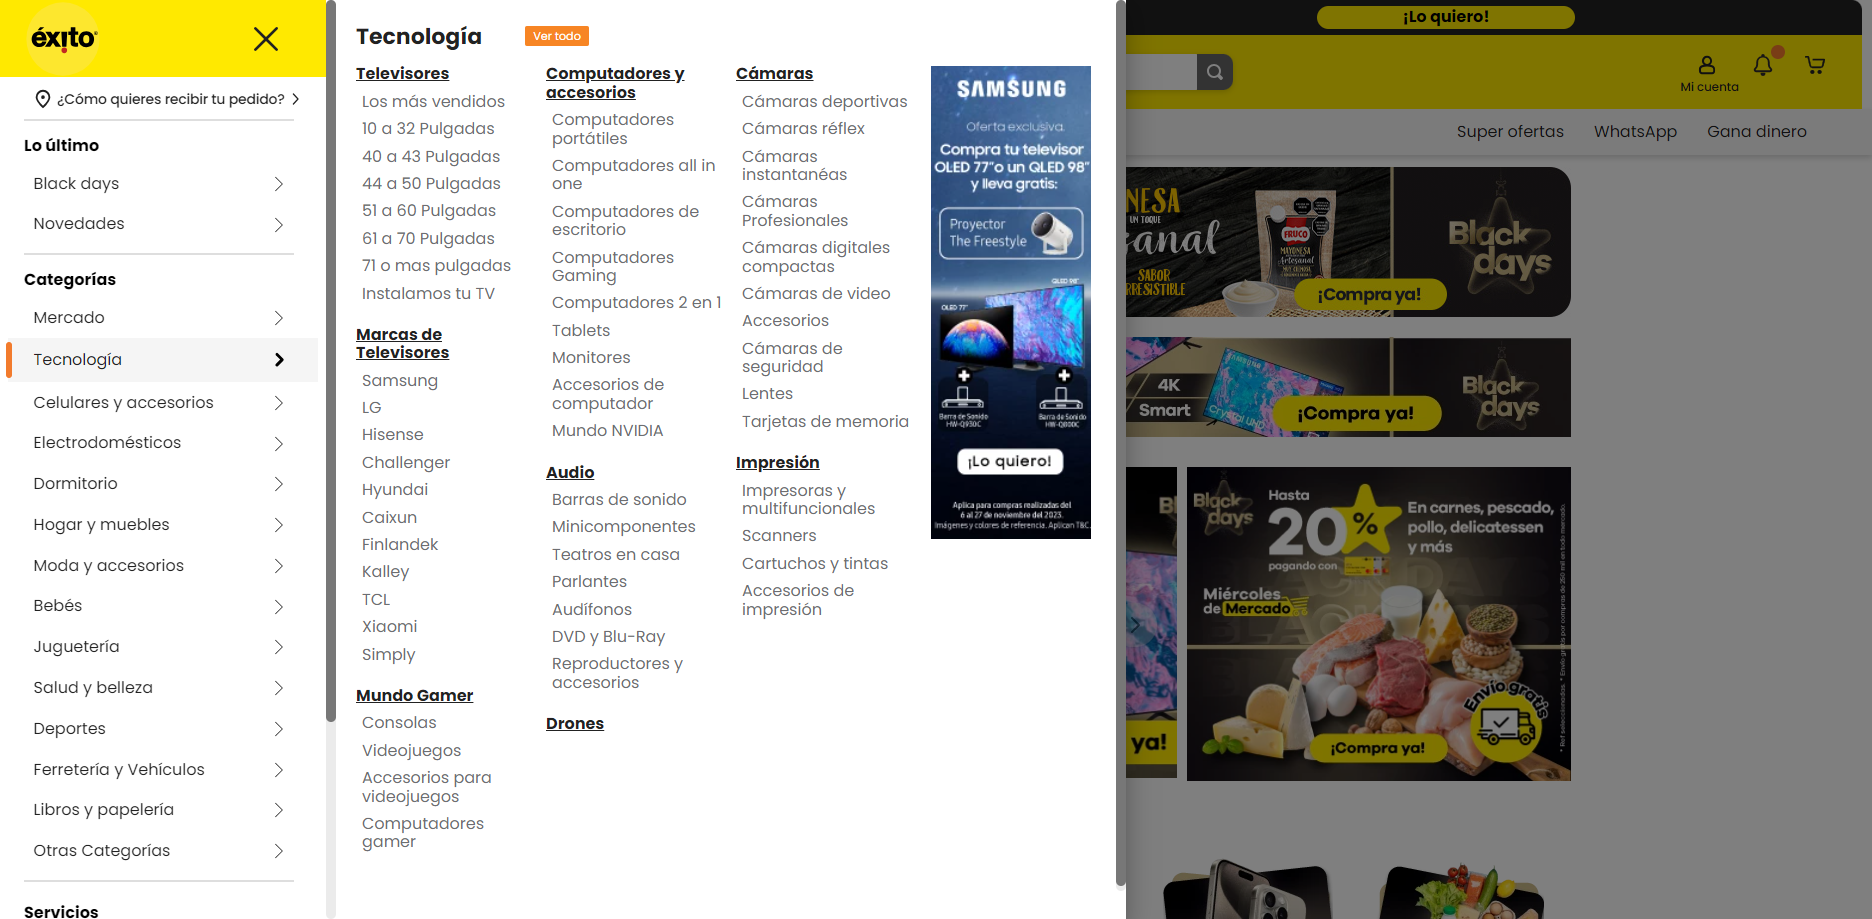 éxito
¿Cómo quieres recibir tu pedido?
Lo último
Black days
Novedades
Categorías
Mercado
Tecnología
Celulares y accesorios
Electrodomésticos
Dormitorio
Hogar y muebles
Moda y accesorios
Bebés
Juguetería
Salud y belleza
Deportes
Ferretería y Vehículos
Libros y papelería
Otras Categorías
Servicios
Tecnología
Ver todo
Televisores
Los más vendidos
10 a 32 Pulgadas
40 a 43 Pulgadas
44 a 50 Pulgadas
51 a 60 Pulgadas
61 a 70 Pulgadas
71 o mas pulgadas
Instalamos tu TV
Marcas de
Televisores
Samsung
LG
Hisense
Challenger
Hyundai
Caixun
Finlandek
Kalley
TCL
Xiaomi
Simply
Mundo Gamer
Consolas
Videojuegos
Accesorios para
videojuegos
Computadores
gamer
Computadores y
accesorios
Computadores
portátiles
Computadores all in
one
Computadores de
escritorio
Computadores
Gaming
Computadores 2 en 1
Tablets
Monitores
Accesorios de
computador
Mundo NVIDIA
Audio
Barras de sonido
Minicomponentes
Teatros en casa
Parlantes
Audífonos
DVD y Blu-Ray
Reproductores y
accesorios
Drones
Cámaras
Cámaras deportivas
Cámaras réflex
Cámaras
instantanéas
Cámaras
Profesionales
Cámaras digitales
compactas
Cámaras de video
Accesorios
Cámaras de
seguridad
Lentes
Tarjetas de memoria
Impresión
Impresoras y
multifuncionales
Scanners
Cartuchos y tintas
Accesorios de
impresión
SAMSUNG
Oferta exclusiva.
Compra tu televisor
OLED 77" o un QLED 98"
y lleva gratis:
Proyector
The Freestyle
QLED 98"
OLED 77"
Barra de Sonido
HW-Q930C
Barra de Sonido
HW-Q800C
¡Lo quiero!
Aplica para compras realizadas del
6 al 27 de noviembre del 2023.
Imágenes y colores de referencia. Aplican T&C.
¡Lo quiero!
Mi cuenta
Super ofertas
WhatsApp
Gana dinero
NESA
UN TOQUE
sanal
SABOR
RRESISTIBLE
FRUCO
MAYONESA
Artesanal
¡Compra ya!
Black
days
4K
Smart
SAMSUNG
Crystal UHD
¡Compra ya!
Black
days
ya!
Black
days
Hasta
20%
pagando con
En carnes, pescado,
pollo, delicatessen
y más
Miércoles
de Mercado
Envío gratis
¡Compra ya!